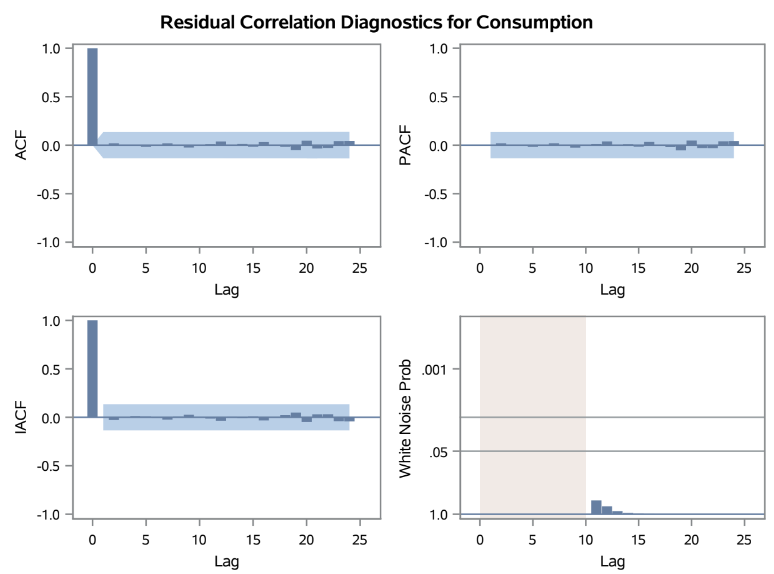 Residual Correlation Diagnostics for Consumption
ACF
1.0
0.5
0.0
-0.5
-1.0
0 5 10 15 20 25
Lag
PACF
1.0
0.5
0.0
-0.5
-1.0
0 5 10 15 20 25
Lag
IACF
1.0
0.5
0.0
-0.5
-1.0
0 5 10 15 20 25
Lag
White Noise Prob
.001
.05
1.0
0 5 10 15 20 25
Lag